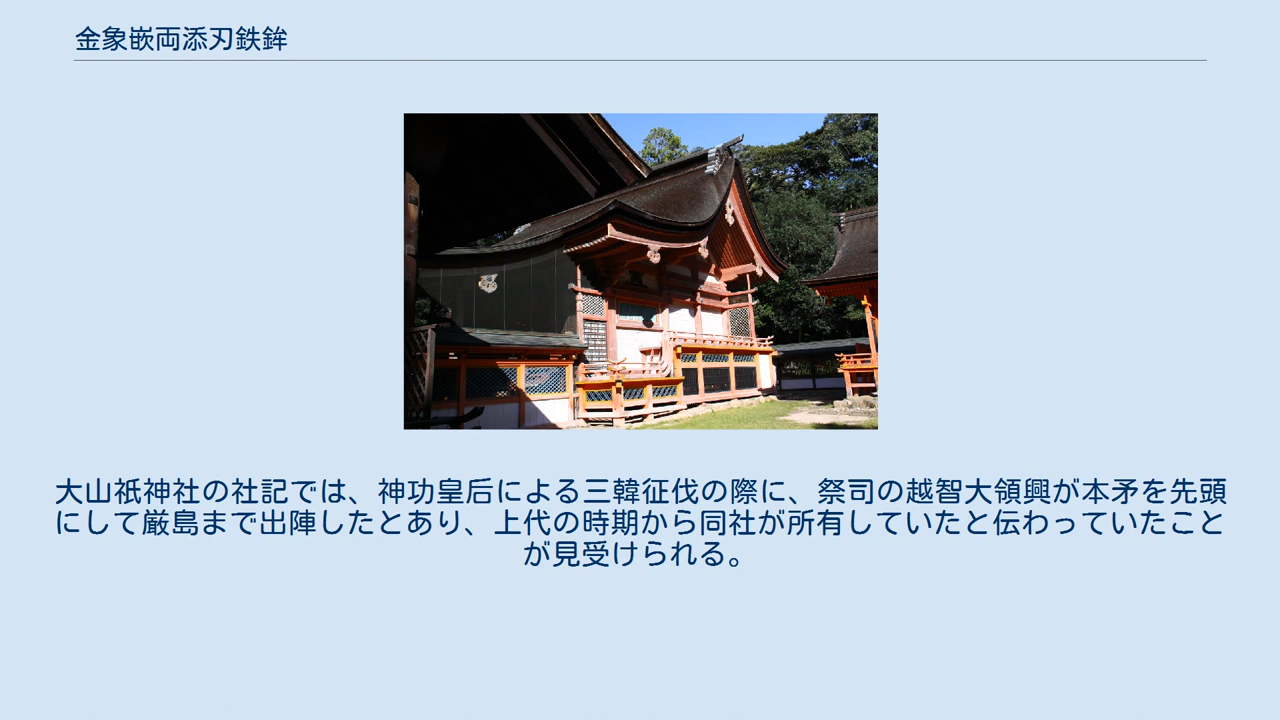 金象嵌両添刃鉄鉾
大山祇神社の社記では、神功皇后による三韓征伐の際に、祭司の越智大領興が本矛を先頭
にして厳島まで出陣したとあり、上代の時期から同社が所有していたと伝わっていたこと
が見受けられる。